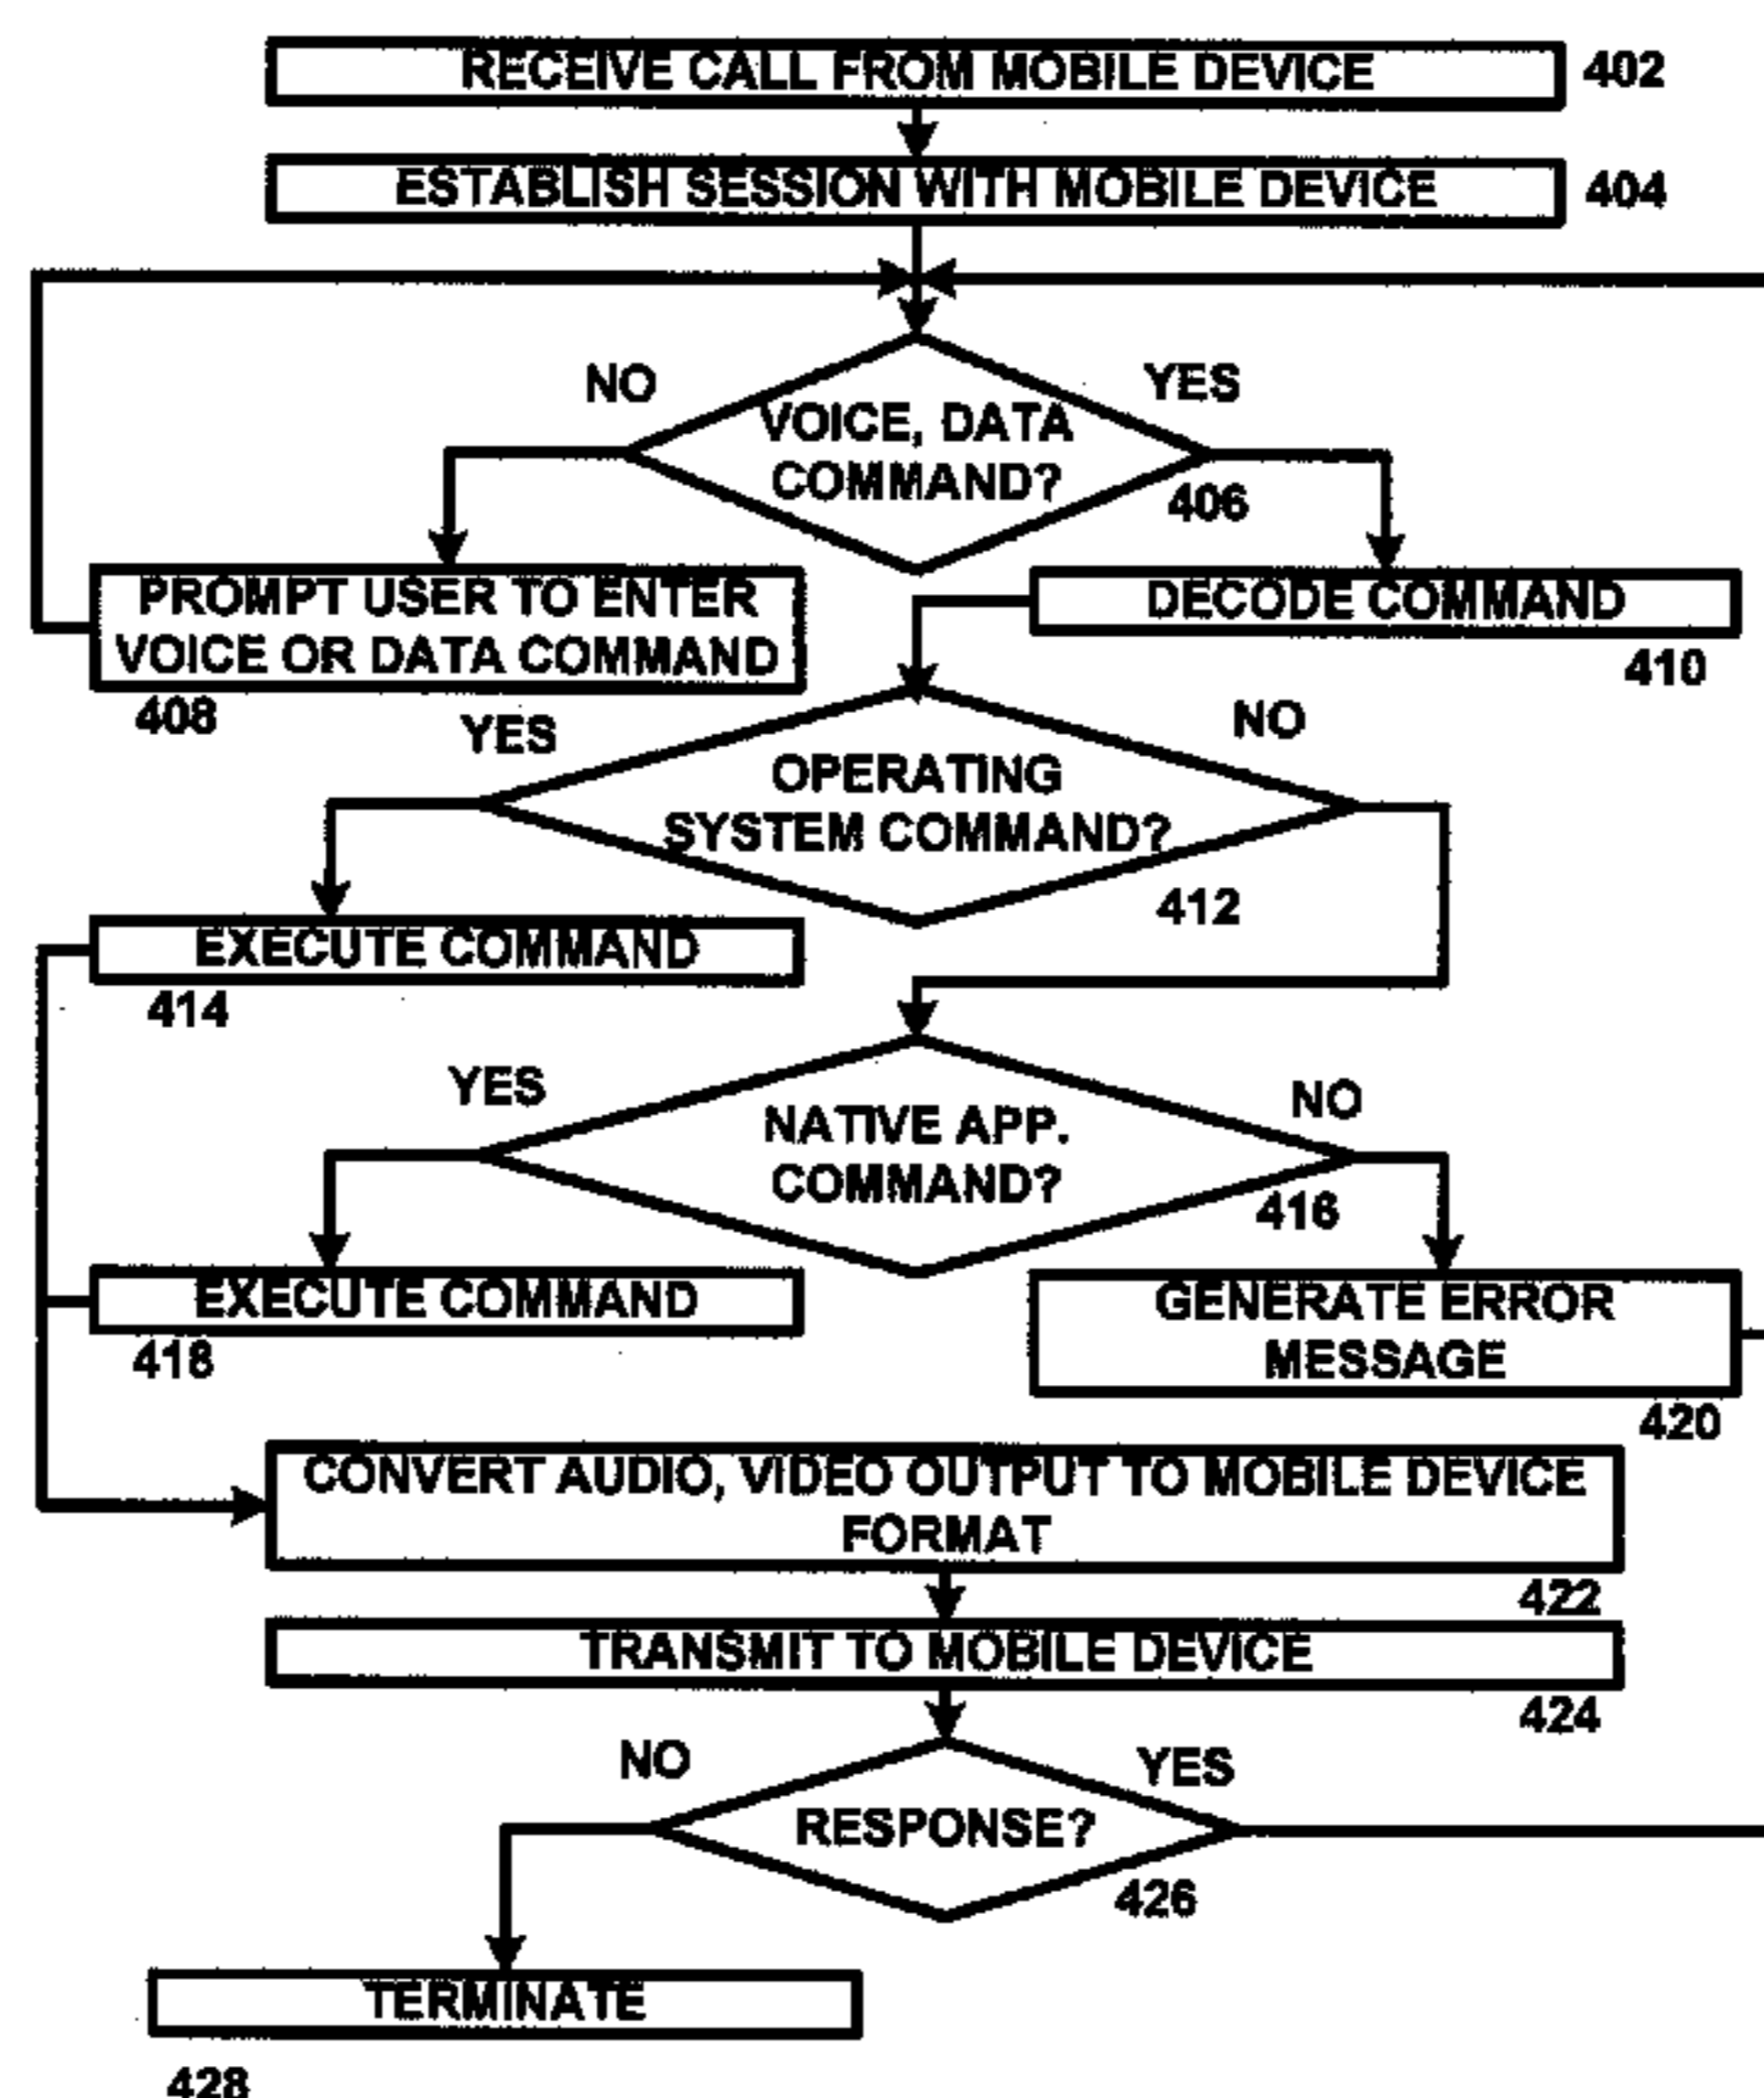 RECEIVE CALL FROM MOBILE DEVICE
402
ESTABLISH SESSION WITH MOBILE DEVICE
404
NO
YES
VOICE, DATA
COMMAND?
406
PROMPT USER TO ENTER
VOICE OR DATA COMMAND
408
DECODE COMMAND
410
YES
NO
OPERATING
SYSTEM COMMAND?
412
EXECUTE COMMAND
414
YES
NO
NATIVE APP.
COMMAND?
416
EXECUTE COMMAND
418
GENERATE ERROR
MESSAGE
420
CONVERT AUDIO, VIDEO OUTPUT TO MOBILE DEVICE
FORMAT
422
TRANSMIT TO MOBILE DEVICE
424
NO
YES
RESPONSE?
426
TERMINATE
428